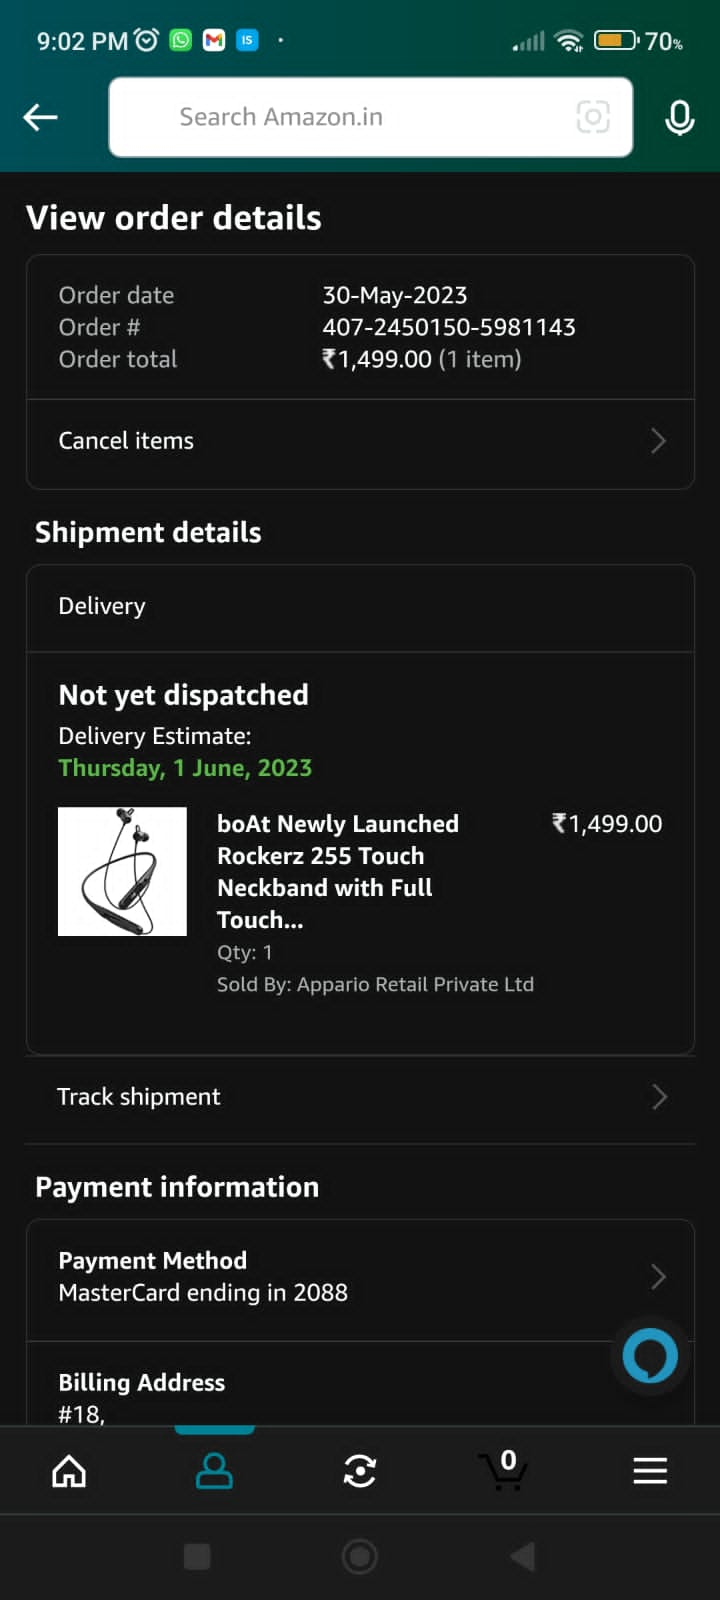 9:02 PM
IS
70%
Search Amazon.in
View order details
Order date 30-May-2023
Order # 407-2450150-5981143
Order total ₹1,499.00 (1 item)
Cancel items
Shipment details
Delivery
Not yet dispatched
Delivery Estimate:
Thursday, 1 June, 2023
boAt Newly Launched ₹1,499.00
Rockerz 255 Touch
Neckband with Full
Touch...
Qty: 1
Sold By: Appario Retail Private Ltd
Track shipment
Payment information
Payment Method
MasterCard ending in 2088
Billing Address
#18,
0